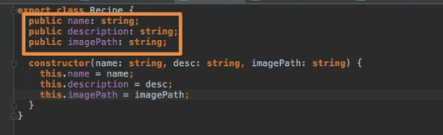 export class Recipe {
public name: string;
public description: string;
public imagePath: string;
constructor(name: string, desc: string, imagePath: string) {
this.name = name;
this.description = desc;
this.imagePath = imagePath;
}
}